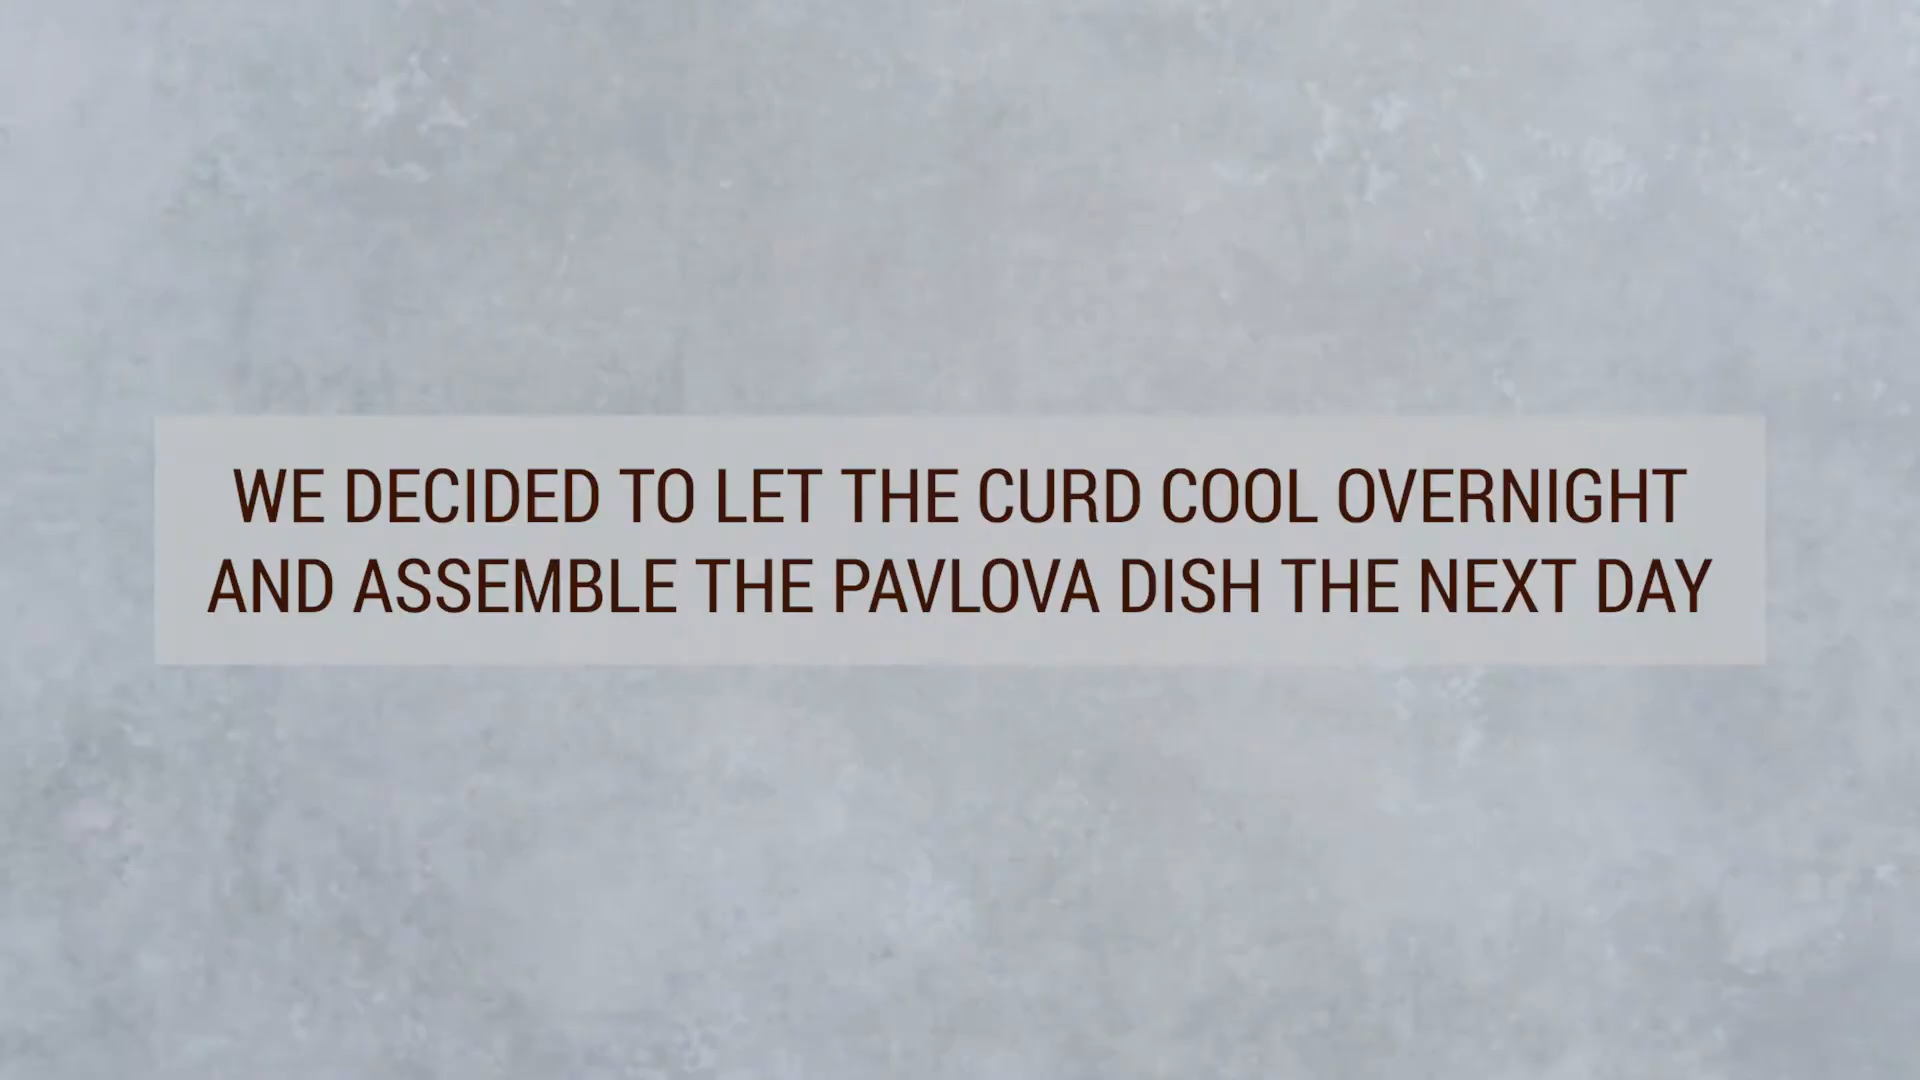 WE DECIDED TO LET THE CURD COOL OVERNIGHT
AND ASSEMBLE THE PAVLOVA DISH THE NEXT DAY